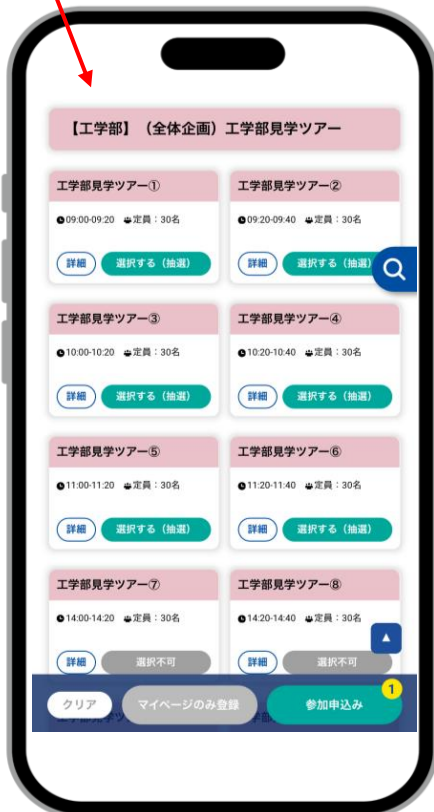 【工学部】（全体企画）工学部見学ツアー
工学部見学ツアー①
09:00-09:20 定員：30名
詳細 選択する（抽選）
工学部見学ツアー②
09:20-09:40 定員：30名
詳細 選択する（抽選）
工学部見学ツアー③
10:00-10:20 定員：30名
詳細 選択する（抽選）
工学部見学ツアー④
10:20-10:40 定員：30名
詳細 選択する（抽選）
工学部見学ツアー⑤
11:00-11:20 定員：30名
詳細 選択する（抽選）
工学部見学ツアー⑥
11:20-11:40 定員：30名
詳細 選択する（抽選）
工学部見学ツアー⑦
14:00-14:20 定員：30名
詳細 選択不可
工学部見学ツアー⑧
14:20-14:40 定員：30名
詳細 選択不可
▲
クリア マイページのみ登録 参加申込み 1